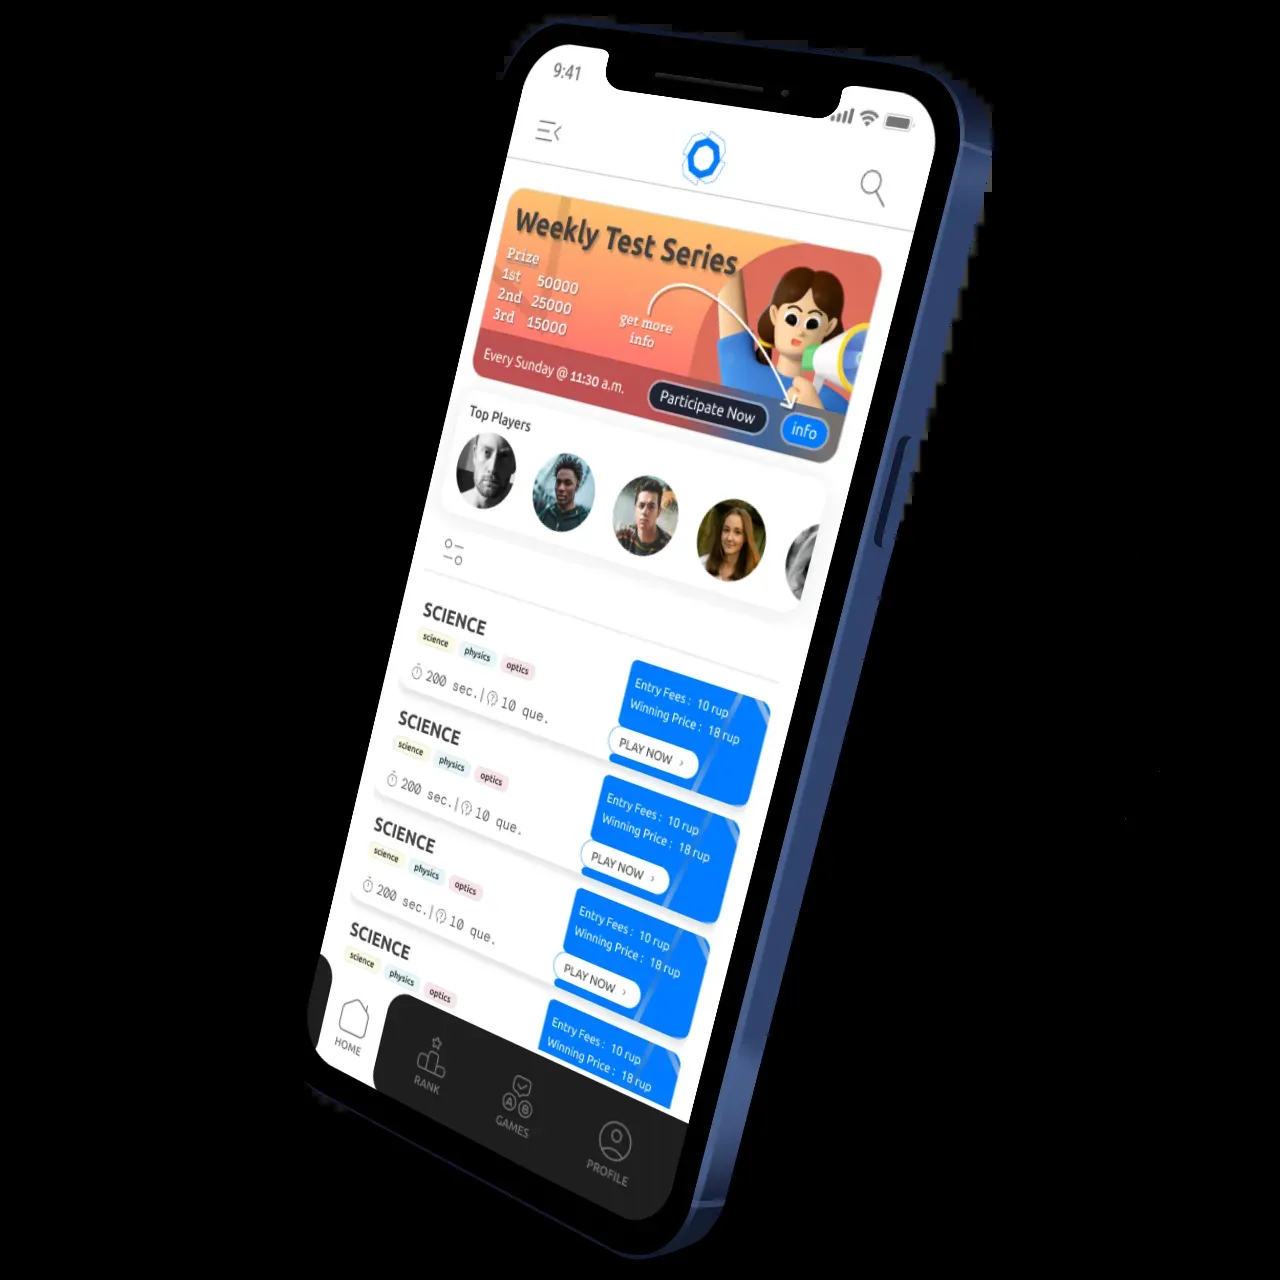 9:41
Weekly Test Series
Prize
1st 50000
2nd 25000
3rd 15000
get more
info
Every Sunday @ 11:30 a.m.
Participate Now
info
Top Players
SCIENCE
science physics optics
200 sec.| 10 que.
Entry Fees : 10 rup
Winning Price : 18 rup
PLAY NOW ›
SCIENCE
science physics optics
200 sec.| 10 que.
Entry Fees : 10 rup
Winning Price : 18 rup
PLAY NOW ›
SCIENCE
science physics optics
200 sec.| 10 que.
Entry Fees : 10 rup
Winning Price : 18 rup
PLAY NOW ›
SCIENCE
science physics optics
Entry Fees : 10 rup
Winning Price : 18 rup
HOME
RANK
A B
GAMES
PROFILE